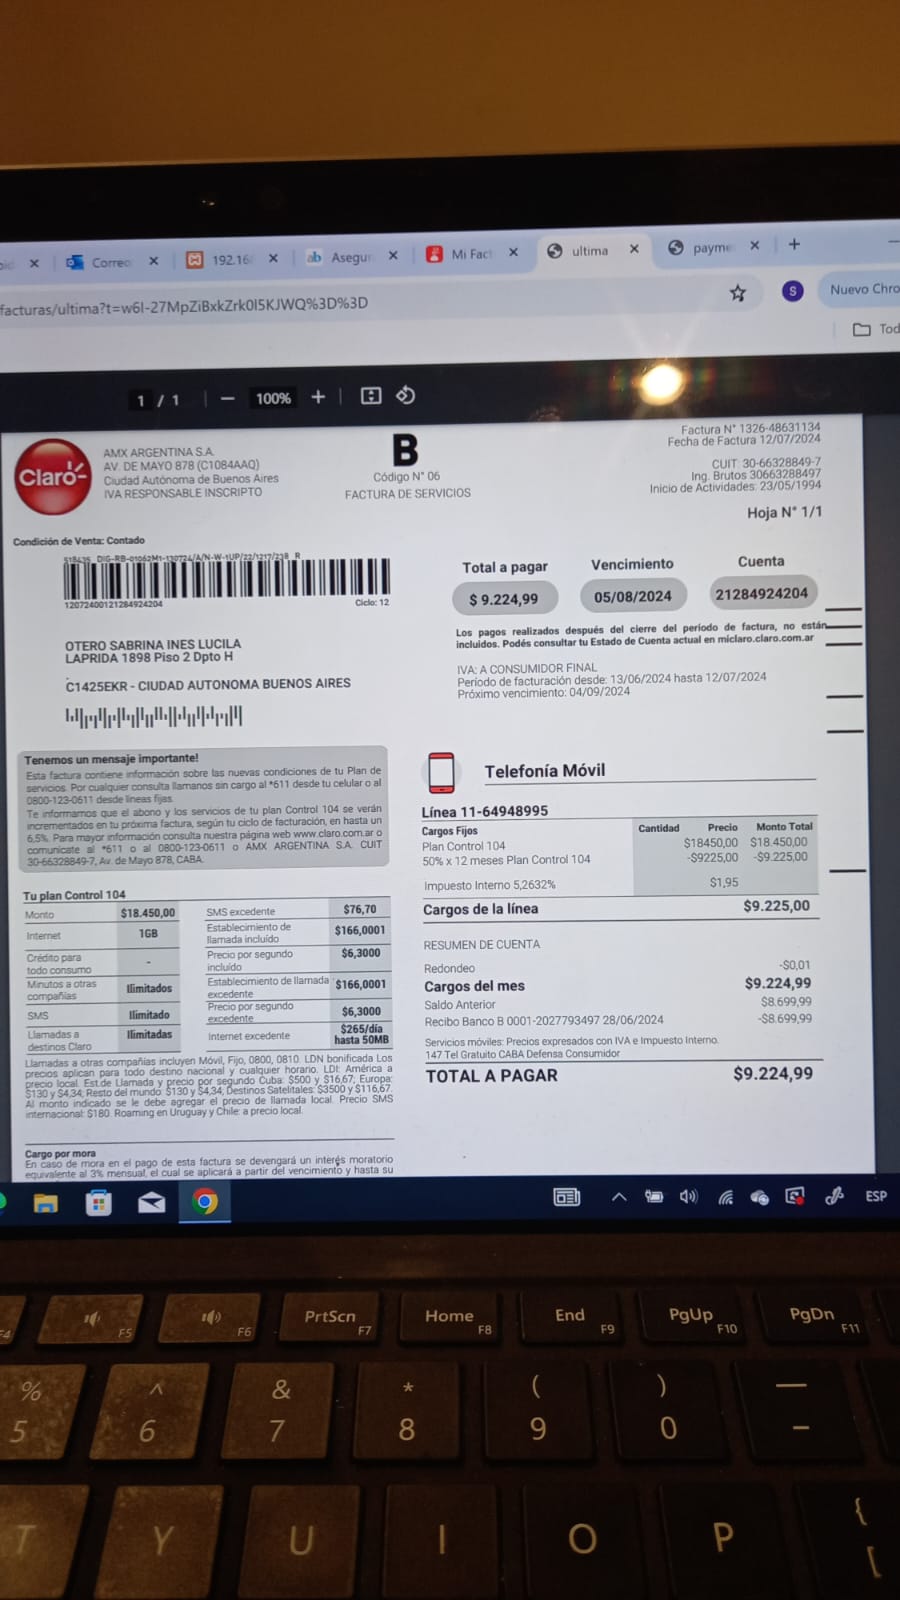 Correo
192.16
ab Asegur
Mi Fact
ultima
payme
facturas/ultima?t=w6I-27MpZiBxkZrk0I5KJWQ%3D%3D
S
Nuevo Chro
Tod
1 / 1
100%
Claro-
AMX ARGENTINA S.A.
AV. DE MAYO 878 (C1084AAQ)
Ciudad Autónoma de Buenos Aires
IVA RESPONSABLE INSCRIPTO
B
Código N° 06
FACTURA DE SERVICIOS
Factura N° 1326-48631134
Fecha de Factura 12/07/2024
CUIT: 30-66328849-7
Ing. Brutos 30663288497
Inicio de Actividades: 23/05/1994
Hoja N° 1/1
Condición de Venta: Contado
518435_DIG-RB-01062M1-130724/A/N-W-1UP/22/1217/238_R
12072400121284924204
Ciclo: 12
Total a pagar
Vencimiento
Cuenta
$ 9.224,99
05/08/2024
21284924204
Los pagos realizados después del cierre del período de factura, no están
incluidos. Podés consultar tu Estado de Cuenta actual en miclaro.claro.com.ar
OTERO SABRINA INES LUCILA
LAPRIDA 1898 Piso 2 Dpto H
.
C1425EKR - CIUDAD AUTONOMA BUENOS AIRES
IVA: A CONSUMIDOR FINAL
Período de facturación desde: 13/06/2024 hasta 12/07/2024
Próximo vencimiento: 04/09/2024
Tenemos un mensaje importante!
Esta factura contiene información sobre las nuevas condiciones de tu Plan de
servicios. Por cualquier consulta llamanos sin cargo al *611 desde tu celular o al
0800-123-0611 desde líneas fijas.
Te informamos que el abono y los servicios de tu plan Control 104 se verán
incrementados en tu próxima factura, según tu ciclo de facturación, en hasta un
6,5%. Para mayor información consulta nuestra página web www.claro.com.ar o
comunícate al *611 o al 0800-123-0611 o AMX ARGENTINA S.A. CUIT
30-66328849-7, Av. de Mayo 878, CABA.
Tu plan Control 104
Monto $18.450,00
Internet 1GB
Crédito para
todo consumo -
Minutos a otras
compañías Ilimitados
SMS Ilimitado
Llamadas a
destinos Claro Ilimitadas
SMS excedente $76,70
Establecimiento de
llamada incluído $166,0001
Precio por segundo
incluído $6,3000
Establecimiento de llamada
excedente $166,0001
Precio por segundo
excedente $6,3000
Internet excedente $265/día
hasta 50MB
Llamadas a otras compañías incluyen Móvil, Fijo, 0800, 0810. LDN bonificada Los
precios aplican para todo destino nacional y cualquier horario. LDI: América a
precio local. Est.de Llamada y precio por segundo Cuba: $500 y $16,67; Europa:
$130 y $4,34; Resto del mundo: $130 y $4,34; Destinos Satelitales: $3500 y $116,67.
Al monto indicado se le debe agregar el precio de llamada local. Precio SMS
internacional: $180. Roaming en Uruguay y Chile: a precio local.
Cargo por mora
En caso de mora en el pago de esta factura se devengará un interés moratorio
equivalente al 3% mensual, el cual se aplicará a partir del vencimiento y hasta su
Telefonía Móvil
Línea 11-64948995
Cargos Fijos Cantidad Precio Monto Total
Plan Control 104 $18450,00 $18.450,00
50% x 12 meses Plan Control 104 -$9225,00 -$9.225,00
Impuesto Interno 5,2632% $1,95
Cargos de la línea $9.225,00
RESUMEN DE CUENTA
Redondeo -$0,01
Cargos del mes $9.224,99
Saldo Anterior $8.699,99
Recibo Banco B 0001-2027793497 28/06/2024 -$8.699,99
Servicios móviles: Precios expresados con IVA e Impuesto Interno.
147 Tel Gratuito CABA Defensa Consumidor
TOTAL A PAGAR $9.224,99
ESP
F4
F5
F6
PrtScn F7
Home F8
End F9
PgUp F10
PgDn F11
% 5
^ 6
& 7
* 8
( 9
) 0
— -
T
Y
U
I
O
P
{ [